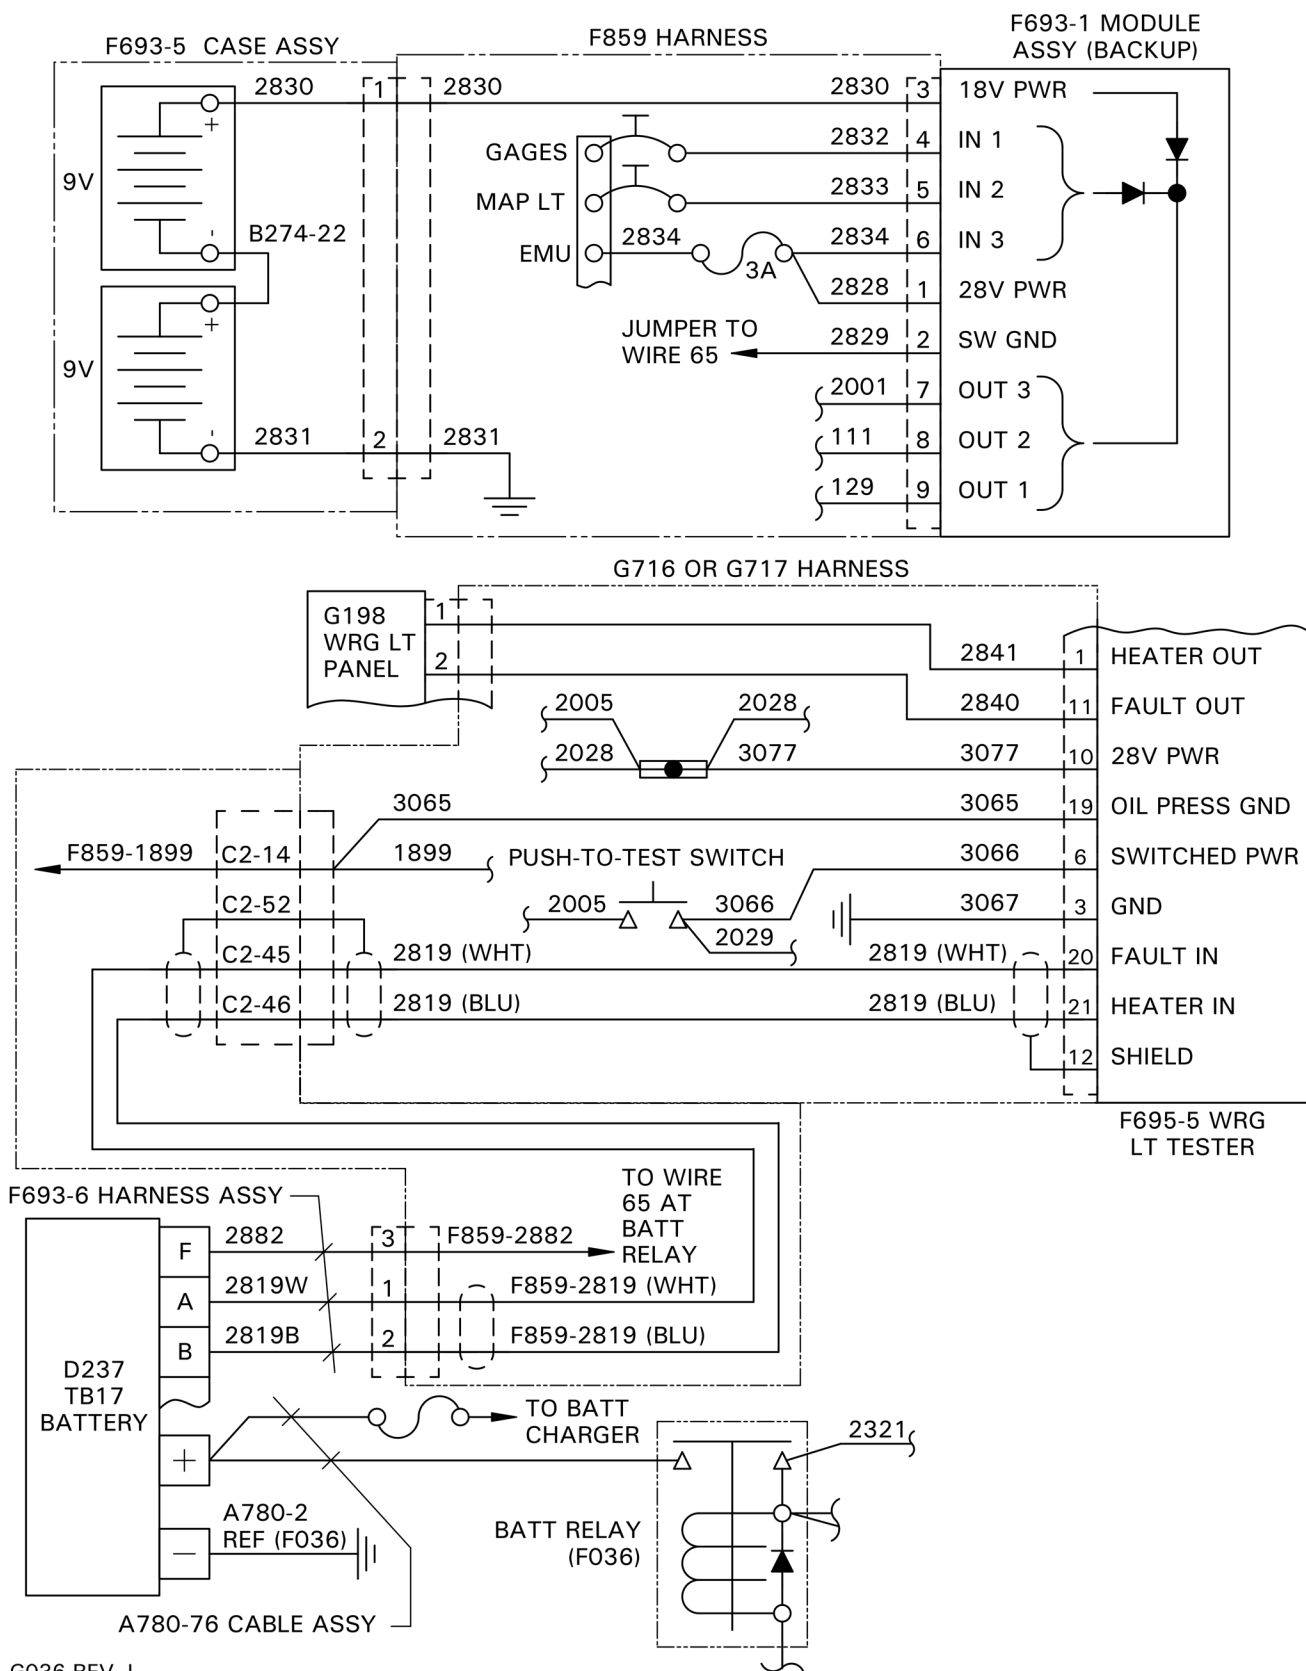 F693-5 CASE ASSY
F859 HARNESS
F693-1 MODULE
ASSY (BACKUP)
2830
1
2830
2830
3
18V PWR
+
GAGES
2832
4
IN 1
9V
MAP LT
2833
5
IN 2
-
B274-22
EMU
2834
3A
2834
6
IN 3
2828
1
28V PWR
+
JUMPER TO
WIRE 65
2829
2
SW GND
9V
2001
7
OUT 3
-
2831
2
2831
111
8
OUT 2
129
9
OUT 1
G716 OR G717 HARNESS
G198
WRG LT
PANEL
1
2
2841
1
HEATER OUT
2840
11
FAULT OUT
2005
2028
2028
3077
3077
10
28V PWR
3065
3065
19
OIL PRESS GND
F859-1899
C2-14
1899
PUSH-TO-TEST SWITCH
3066
6
SWITCHED PWR
C2-52
2005
3066
3067
3
GND
2029
C2-45
2819 (WHT)
2819 (WHT)
20
FAULT IN
C2-46
2819 (BLU)
2819 (BLU)
21
HEATER IN
12
SHIELD
F695-5 WRG
LT TESTER
F693-6 HARNESS ASSY
TO WIRE
65 AT
BATT
RELAY
F
2882
3
F859-2882
A
2819W
1
F859-2819 (WHT)
B
2819B
2
F859-2819 (BLU)
D237
TB17
BATTERY
TO BATT
CHARGER
+
2321
A780-2
REF (F036)
−
BATT RELAY
(F036)
A780-76 CABLE ASSY